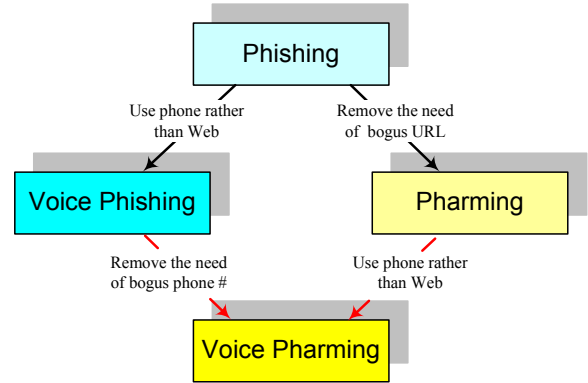 Phishing
Use phone rather
than Web
Remove the need
of bogus URL
Voice Phishing
Pharming
Remove the need
of bogus phone #
Use phone rather
than Web
Voice Pharming